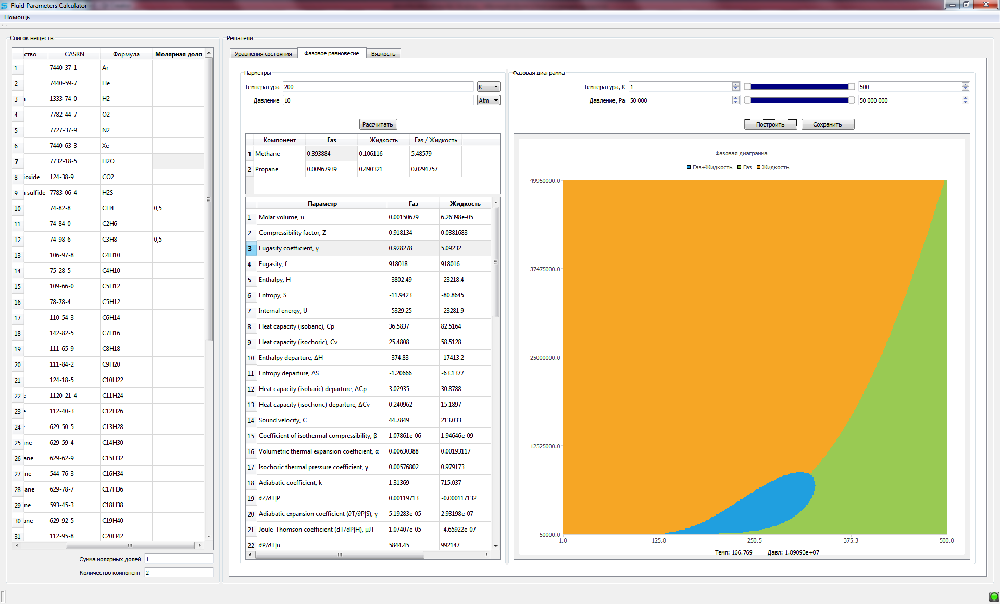 Fluid Parameters Calculator
Помощь
Список веществ
ство CASRN Формула Молярная доля
1 7440-37-1 Ar
2 7440-59-7 He
3 1333-74-0 H2
4 7782-44-7 O2
5 7727-37-9 N2
6 7440-63-3 Xe
7 7732-18-5 H2O
8 ioxide 124-38-9 CO2
9 sulfide 7783-06-4 H2S
10 74-82-8 CH4 0,5
11 74-84-0 C2H6
12 74-98-6 C3H8 0,5
13 106-97-8 C4H10
14 75-28-5 C4H10
15 109-66-0 C5H12
16 78-78-4 C5H12
17 110-54-3 C6H14
18 142-82-5 C7H16
19 111-65-9 C8H18
20 111-84-2 C9H20
21 124-18-5 C10H22
22 1120-21-4 C11H24
23 112-40-3 C12H26
24 629-50-5 C13H28
25 ine 629-59-4 C14H30
26 ane 629-62-9 C15H32
27 ne 544-76-3 C16H34
28 ane 629-78-7 C17H36
29 ne 593-45-3 C18H38
30 ane 629-92-5 C19H40
31 112-95-8 C20H42
Сумма молярных долей 1
Количество компонент 2
Решатели
Уравнения состояния Фазовое равновесие Вязкость
Парметры
Температура 200 K
Давление 10 Atm
Рассчитать
Компонент Газ Жидкость Газ / Жидкость
1 Methane 0.393884 0.106116 5.48579
2 Propane 0.00967939 0.490321 0.0291757
Параметр Газ Жидкость
1 Molar volume, υ 0.00150679 6.26398e-05
2 Compressibility factor, Z 0.918134 0.0381683
3 Fugasity coefficient, γ 0.928278 5.09232
4 Fugasity, f 918018 918016
5 Enthalpy, H -3802.49 -23218.4
6 Entropy, S -11.9423 -80.8645
7 Internal energy, U -5329.25 -23281.9
8 Heat capacity (isobaric), Cp 36.5837 82.5164
9 Heat capacity (isochoric), Cv 25.4808 58.5128
10 Enthalpy departure, ΔH -374.83 -17413.2
11 Entropy departure, ΔS -1.20666 -63.1377
12 Heat capacity (isobaric) departure, ΔCp 3.02935 30.8788
13 Heat capacity (isochoric) departure, ΔCv 0.240962 15.1897
14 Sound velocity, C 44.7849 213.033
15 Coefficient of isothermal compressibility, β 1.07861e-06 1.94646e-09
16 Volumetric thermal expansion coefficient, α 0.00630388 0.00193117
17 Isochoric thermal pressure coefficient, γ 0.00576802 0.979173
18 Adiabatic coefficient, k 1.31369 715.037
19 ∂Z/∂T|P 0.00119713 -0.000117132
20 Adiabatic expansion coefficient (∂T/∂P|S), γ 5.19283e-05 2.93198e-07
21 Joule-Thomson coefficient (dT/dP|H), μJT 1.07407e-05 -4.65922e-07
22 ∂P/∂T|υ 5844.45 992147
Фазовая диаграмма
Температура, K 1 500
Давление, Pa 50 000 50 000 000
Построить Сохранить
Фазовая диаграмма
Газ+Жидкость Газ Жидкость
49950000.0
37475000.0
25000000.0
12525000.0
50000.0
1.0 125.8 250.5 375.3 500.0
Темп: 166.769 Давл: 1.89093e+07